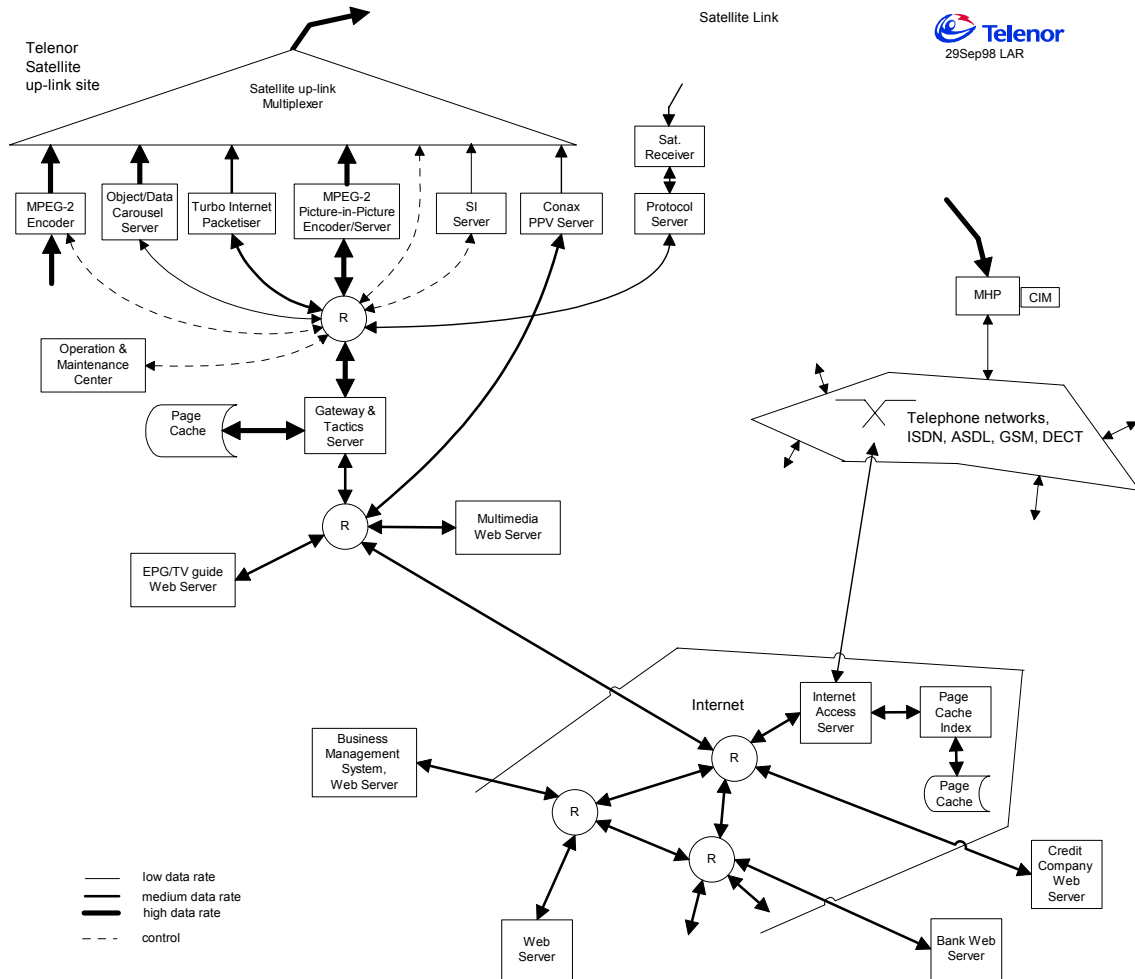 Satellite Link
Telenor
29Sep98 LAR
Telenor
Satellite
up-link site
Satellite up-link
Multiplexer
Sat.
Receiver
MPEG-2
Encoder
Object/Data
Carousel
Server
Turbo Internet
Packetiser
MPEG-2
Picture-in-Picture
Encoder/Server
SI
Server
Conax
PPV Server
Protocol
Server
MHP
CIM
R
Operation &
Maintenance
Center
Page
Cache
Gateway &
Tactics
Server
Telephone networks,
ISDN, ASDL, GSM, DECT
R
Multimedia
Web Server
EPG/TV guide
Web Server
Internet
Internet
Access
Server
Page
Cache
Index
Business
Management
System,
Web Server
R
Page
Cache
R
R
Credit
Company
Web
Server
low data rate
medium data rate
high data rate
control
Web
Server
Bank Web
Server